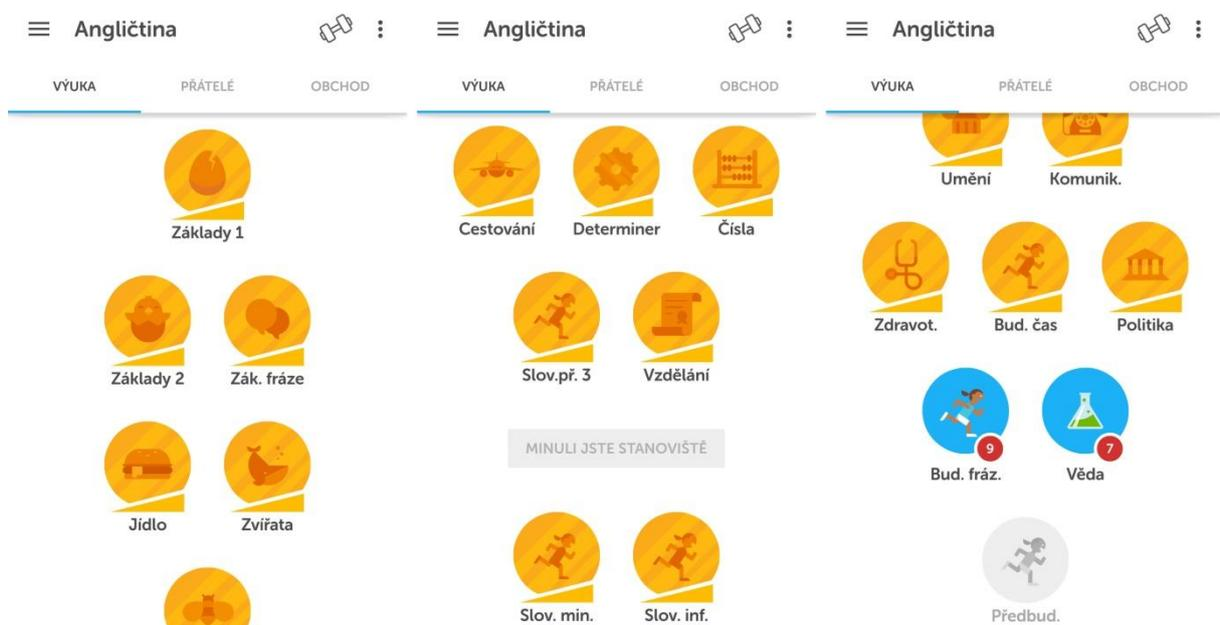 Angličtina
VÝUKA PŘÁTELÉ OBCHOD
Základy 1
Základy 2 Zák. fráze
Jídlo Zvířata
Angličtina
VÝUKA PŘÁTELÉ OBCHOD
Cestování Determiner Čísla
Slov.př. 3 Vzdělání
MINULI JSTE STANOVIŠTĚ
Slov. min. Slov. inf.
Angličtina
VÝUKA PŘÁTELÉ OBCHOD
Umění Komunik.
Zdravot. Bud. čas Politika
9 7
Bud. fráz. Věda
Předbud.